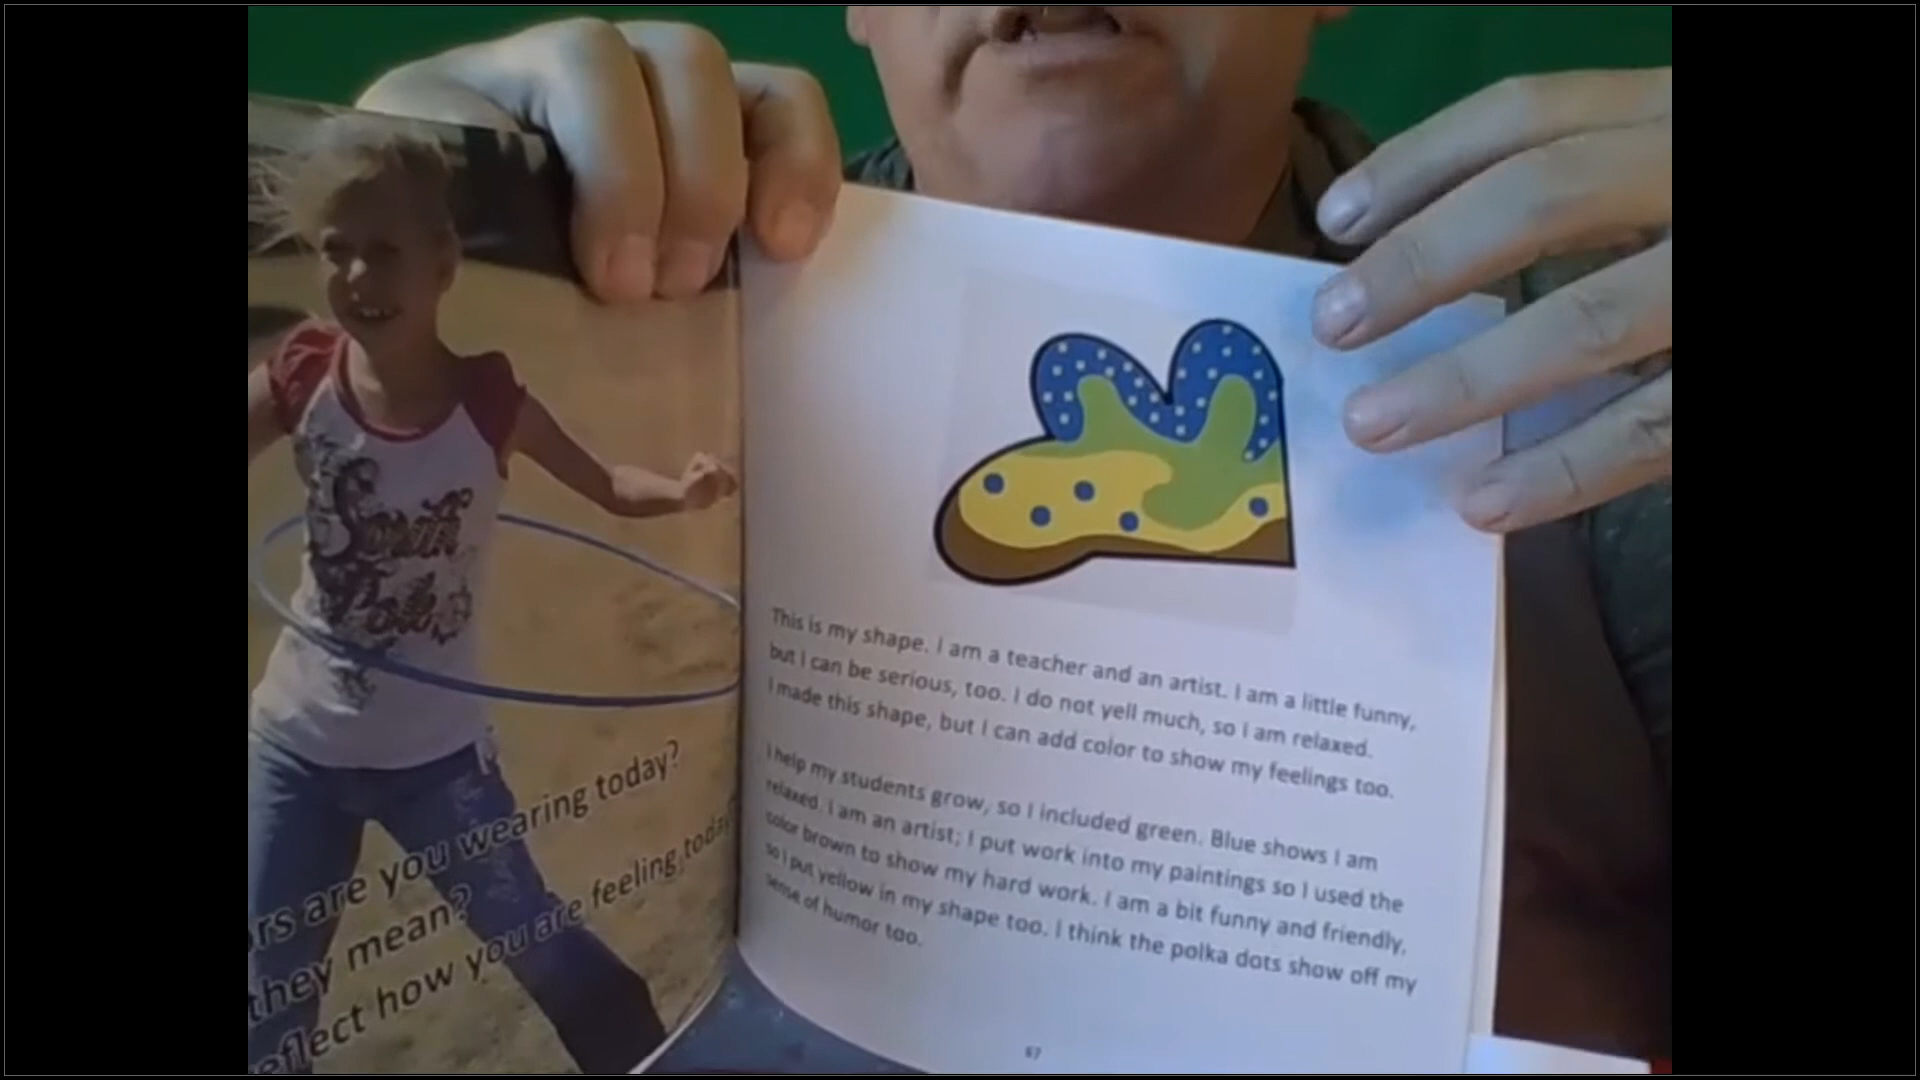 South
Pole
rs are you wearing today?
they mean?
eflect how you are feeling today
This is my shape. I am a teacher and an artist. I am a little funny,
but I can be serious, too. I do not yell much, so I am relaxed.
I made this shape, but I can add color to show my feelings too.
I help my students grow, so I included green. Blue shows I am
relaxed. I am an artist; I put work into my paintings so I used the
color brown to show my hard work. I am a bit funny and friendly,
so I put yellow in my shape too. I think the polka dots show off my
sense of humor too.
67